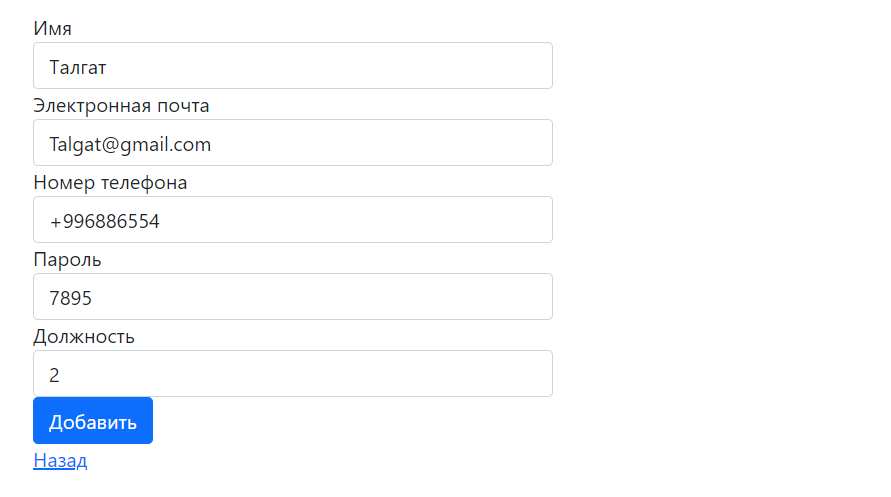 Имя
Талгат
Электронная почта
Talgat@gmail.com
Номер телефона
+996886554
Пароль
7895
Должность
2
Добавить
Назад